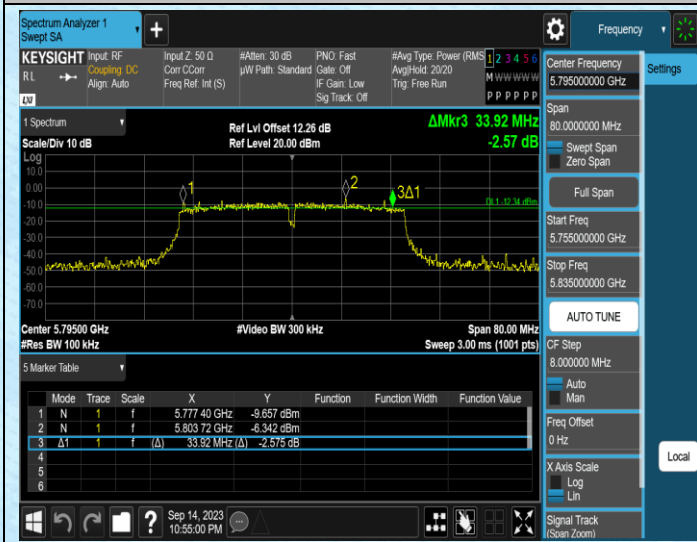 Spectrum Analyzer 1
Swept SA
+
Frequency
KEYSIGHT
RL
LXI
Input: RF
Coupling: DC
Align: Auto
Input Z: 50 Ω
Corr CCorr
Freq Ref: Int (S)
#Atten: 30 dB
µW Path: Standard
PNO: Fast
Gate: Off
IF Gain: Low
Sig Track: Off
#Avg Type: Power (RMS
Avg|Hold: 20/20
Trig: Free Run
1 2 3 4 5 6
M W W W W W
P P P P P P
1 Spectrum
Scale/Div 10 dB
Log
Ref Lvl Offset 12.26 dB
Ref Level 20.00 dBm
ΔMkr3 33.92 MHz
-2.57 dB
10.0
0.00
-10.0
-20.0
-30.0
-40.0
-50.0
-60.0
-70.0
1
2
3Δ1
DL1 -12.34 dBm
Center 5.79500 GHz
#Res BW 100 kHz
#Video BW 300 kHz
Span 80.00 MHz
Sweep 3.00 ms (1001 pts)
5 Marker Table
Mode Trace Scale X Y Function Function Width Function Value
1 N 1 f 5.777 40 GHz -9.657 dBm
2 N 1 f 5.803 72 GHz -6.342 dBm
3 Δ1 1 f (Δ) 33.92 MHz (Δ) -2.575 dB
4
5
6
Sep 14, 2023
10:55:00 PM
Center Frequency
5.795000000 GHz
Span
80.0000000 MHz
Swept Span
Zero Span
Full Span
Start Freq
5.755000000 GHz
Stop Freq
5.835000000 GHz
AUTO TUNE
CF Step
8.000000 MHz
Auto
Man
Freq Offset
0 Hz
X Axis Scale
Log
Lin
Signal Track
(Span Zoom)
Settings
Local